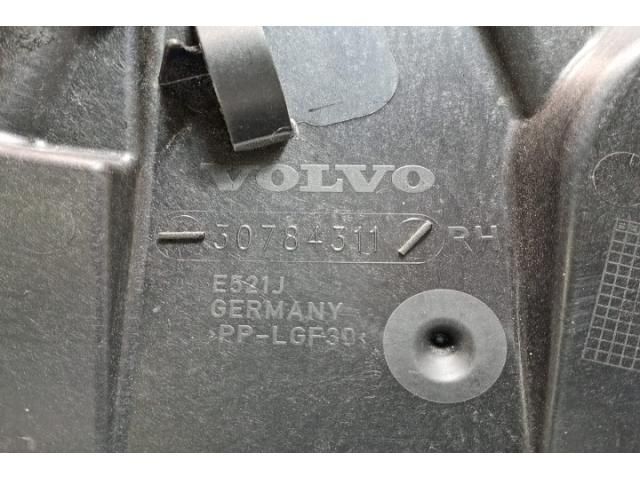 VOLVO
30784311 RH
E521J
GERMANY
>PP-LGF30<